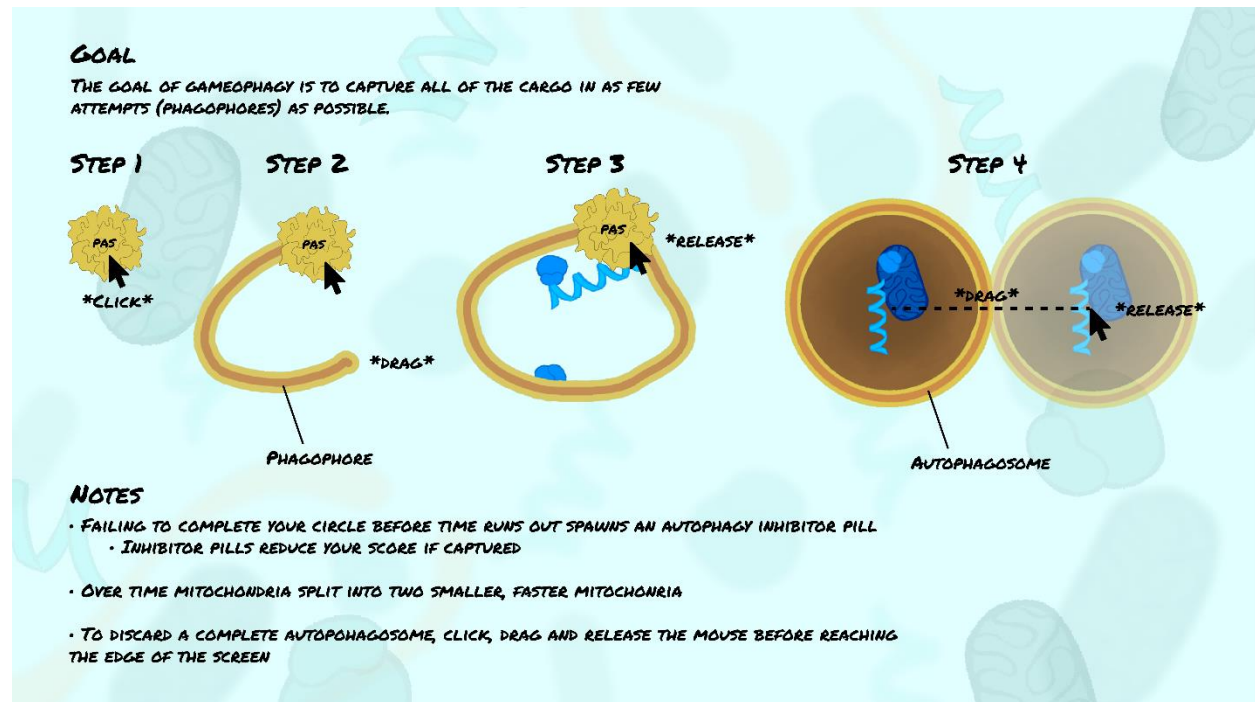 Goal
The goal of gameophagy is to capture all of the cargo in as few
attempts (phagophores) as possible.
Step 1
Step 2
Step 3
Step 4
PAS
*Click*
PAS
*drag*
Phagophore
PAS
*release*
*drag*
*release*
Autophagosome
Notes
· Failing to complete your circle before time runs out spawns an autophagy inhibitor pill
· Inhibitor pills reduce your score if captured
· Over time mitochondria split into two smaller, faster mitochonria
· To discard a complete autopohagosome, click, drag and release the mouse before reaching
the edge of the screen